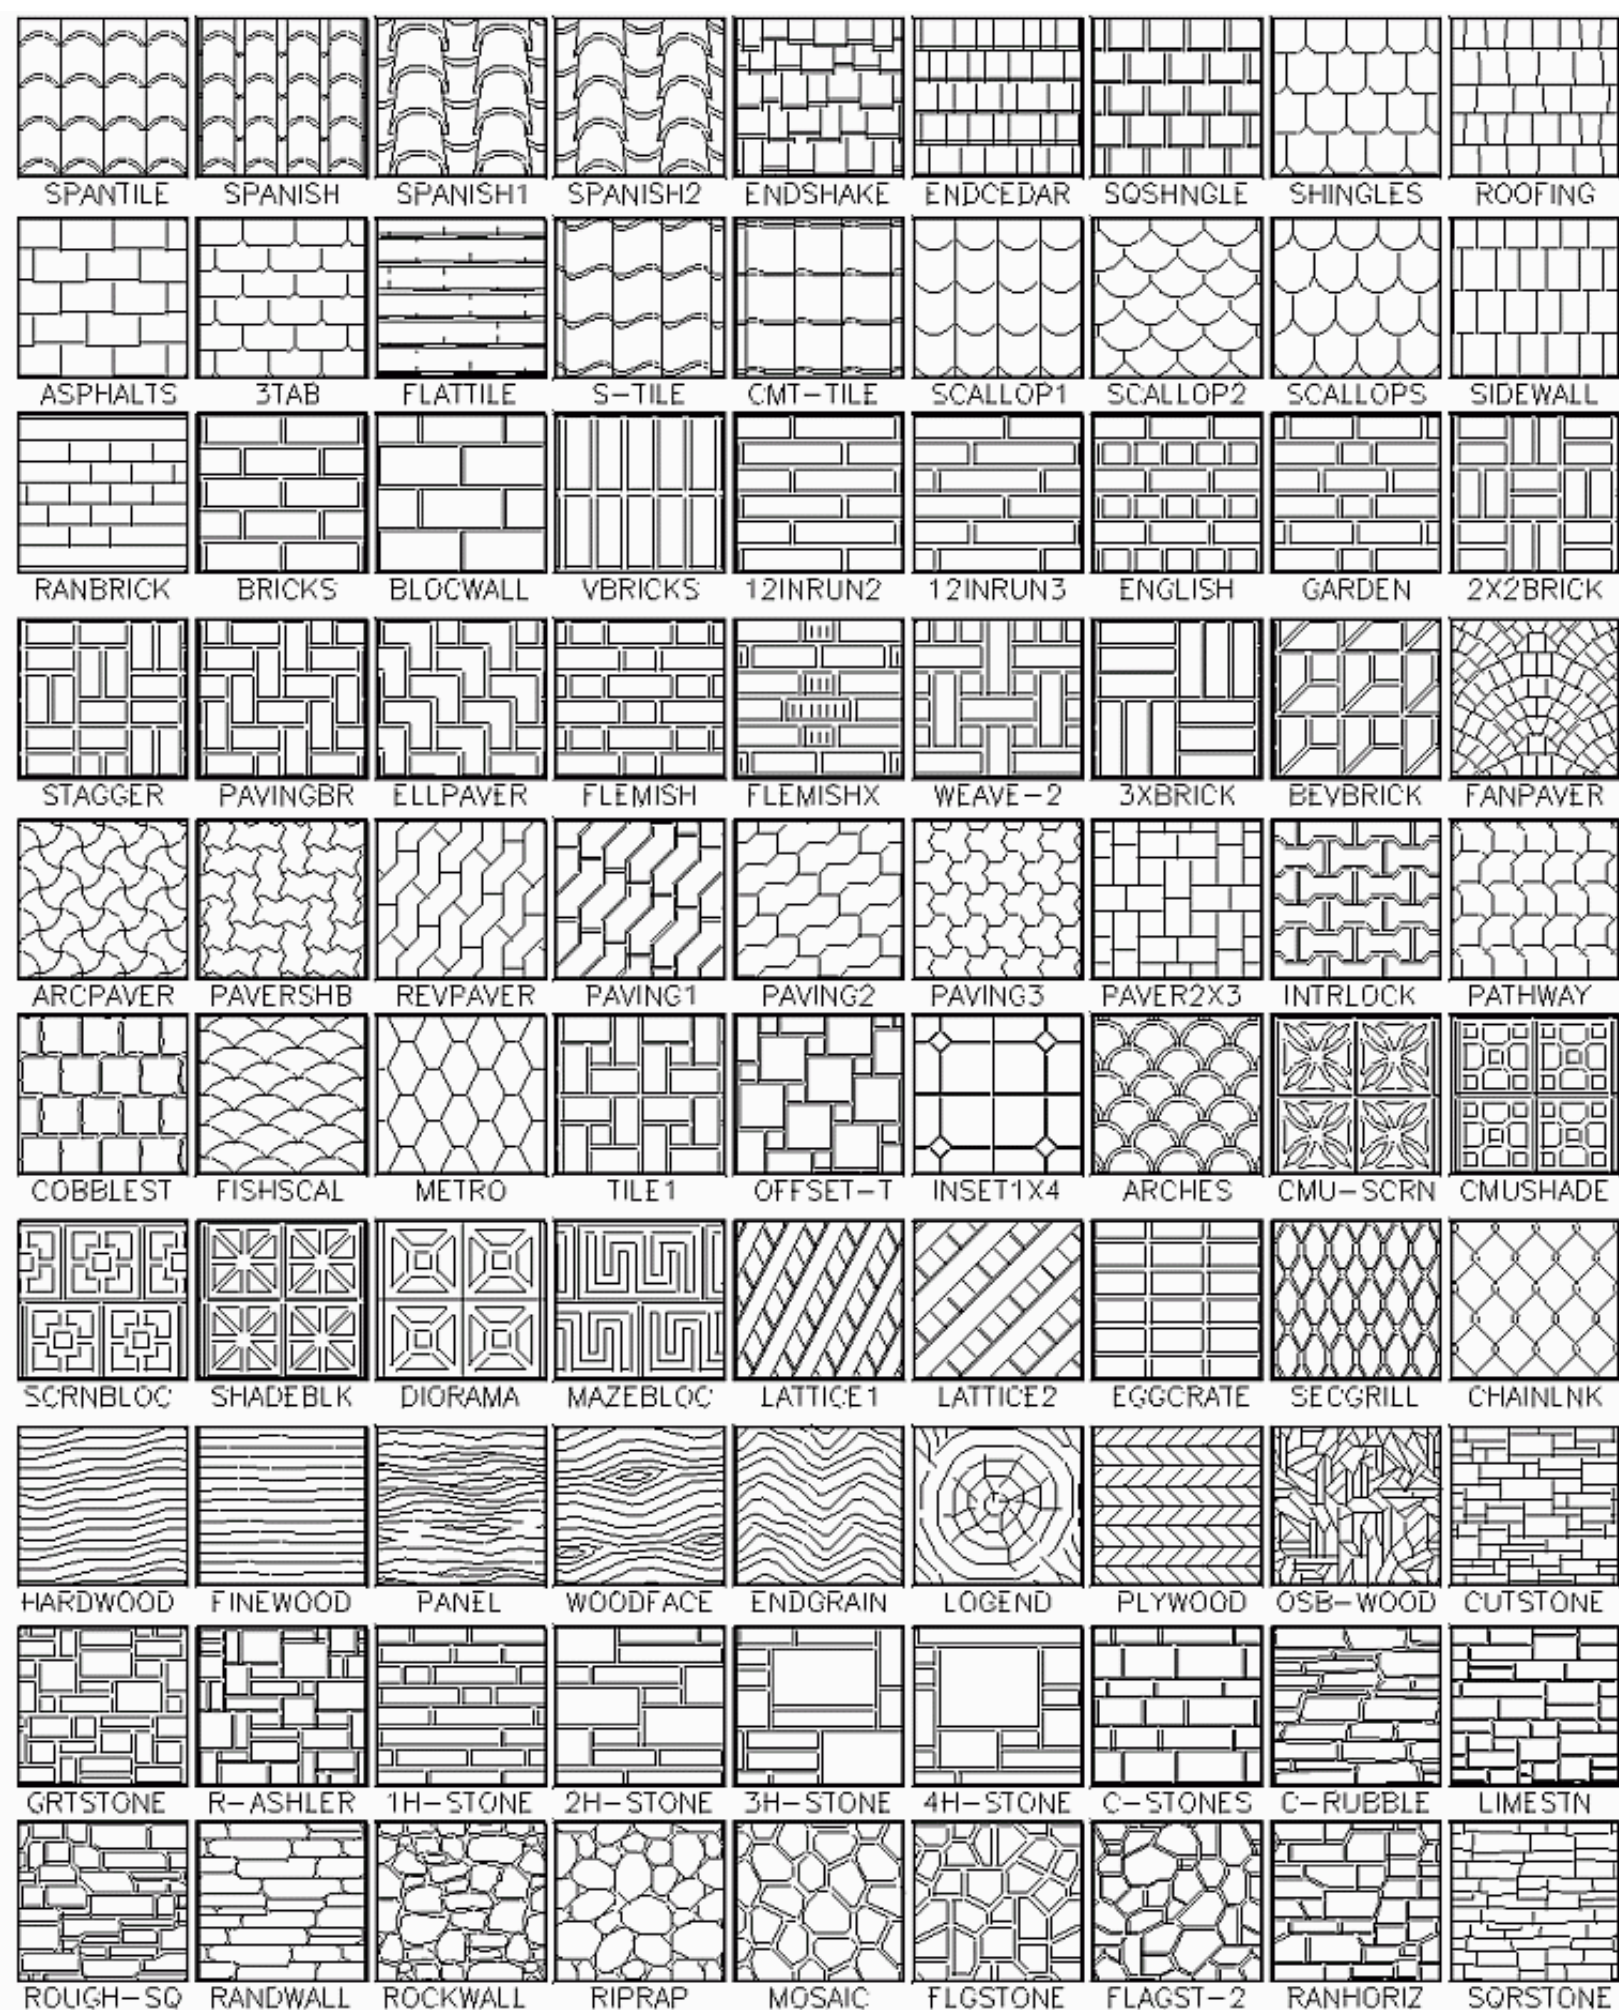 SPANTILE SPANISH SPANISH1 SPANISH2 ENDSHAKE ENDCEDAR SQSHNGLE SHINGLES ROOFING
ASPHALTS 3TAB FLATTILE S-TILE CMT-TILE SCALLOP1 SCALLOP2 SCALLOPS SIDEWALL
RANBRICK BRICKS BLOCWALL VBRICKS 12INRUN2 12INRUN3 ENGLISH GARDEN 2X2BRICK
STAGGER PAVINGBR ELLPAVER FLEMISH FLEMISHX WEAVE-2 3XBRICK BEVBRICK FANPAVER
ARCPAVER PAVERSHB REVPAVER PAVING1 PAVING2 PAVING3 PAVER2X3 INTRLOCK PATHWAY
COBBLEST FISHSCAL METRO TILE1 OFFSET-T INSET1X4 ARCHES CMU-SCRN CMUSHADE
SCRNBLOC SHADEBLK DIORAMA MAZEBLOC LATTICE1 LATTICE2 EGGCRATE SECGRILL CHAINLNK
HARDWOOD FINEWOOD PANEL WOODFACE ENDGRAIN LOGEND PLYWOOD OSB-WOOD CUTSTONE
GRTSTONE R-ASHLER 1H-STONE 2H-STONE 3H-STONE 4H-STONE C-STONES C-RUBBLE LIMESTN
ROUGH-SQ RANDWALL ROCKWALL RIPRAP MOSAIC FLGSTONE FLAGST-2 RANHORIZ SQRSTONE